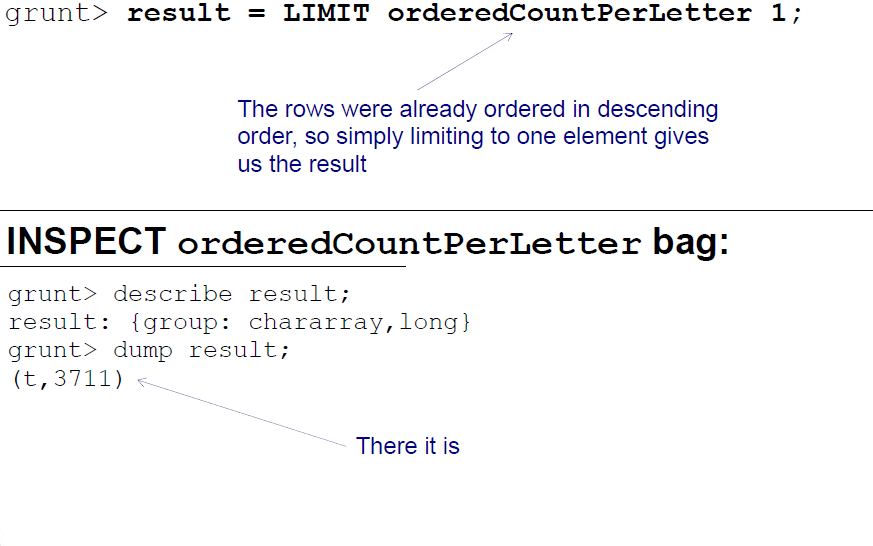 grunt> result = LIMIT orderedCountPerLetter 1;
The rows were already ordered in descending
order, so simply limiting to one element gives
us the result
INSPECT orderedCountPerLetter bag:
grunt> describe result;
result: {group: chararray,long}
grunt> dump result;
(t,3711)
There it is